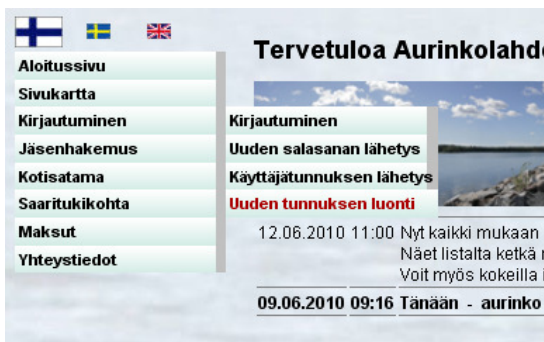 Tervetuloa
Aloitussivu
Sivukartta
Kirjautuminen
Jäsenhakemus
Kotisatama
Saaritukikohta
Maksut
Yhteystiedot
Kirjautuminen
Uuden salasanan lähetys
Käyttäjätunnuksen lähetys
Uuden tunnuksen luonti
12.06.2010 11:00 Nyt kaikki mukaan
Näet listalta ketkä
Voit myös kokeilla
09.06.2010 09:16 Tänään - aurinko